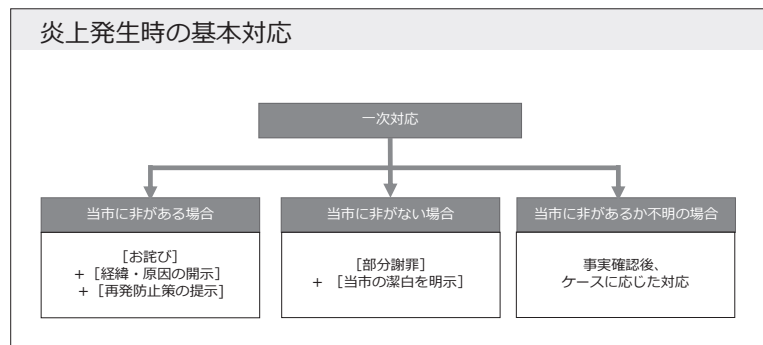 炎上発生時の基本対応
一次対応
当市に非がある場合
[お詫び]
+ [経緯・原因の開示]
+ [再発防止策の提示]
当市に非がない場合
[部分謝罪]
+ [当市の潔白を明示]
当市に非があるか不明の場合
事実確認後、
ケースに応じた対応